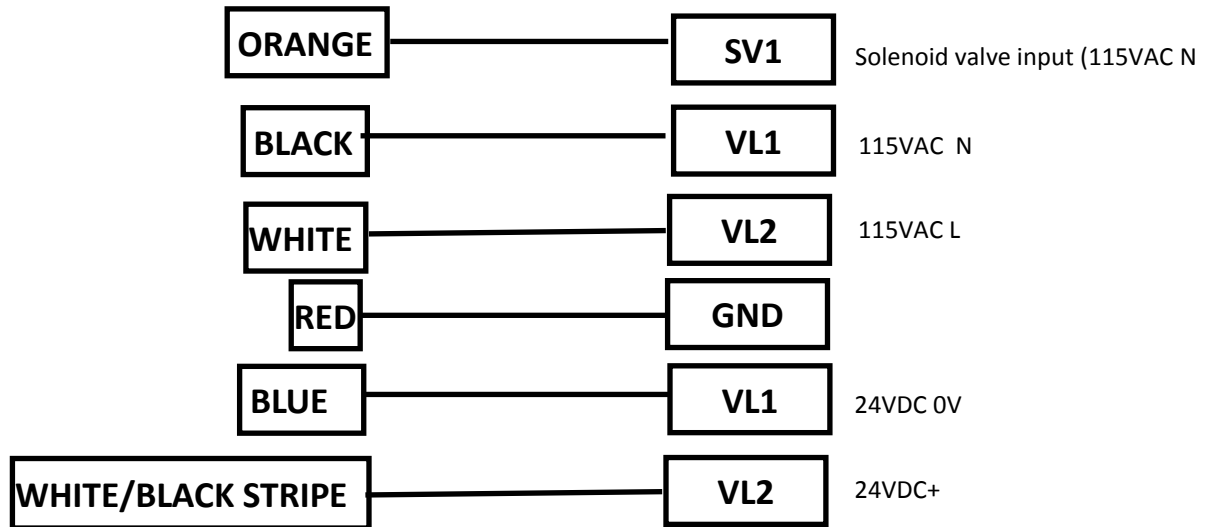 ORANGE SV1 Solenoid valve input (115VAC N
BLACK VL1 115VAC N
WHITE VL2 115VAC L
RED GND
BLUE VL1 24VDC 0V
WHITE/BLACK STRIPE VL2 24VDC+